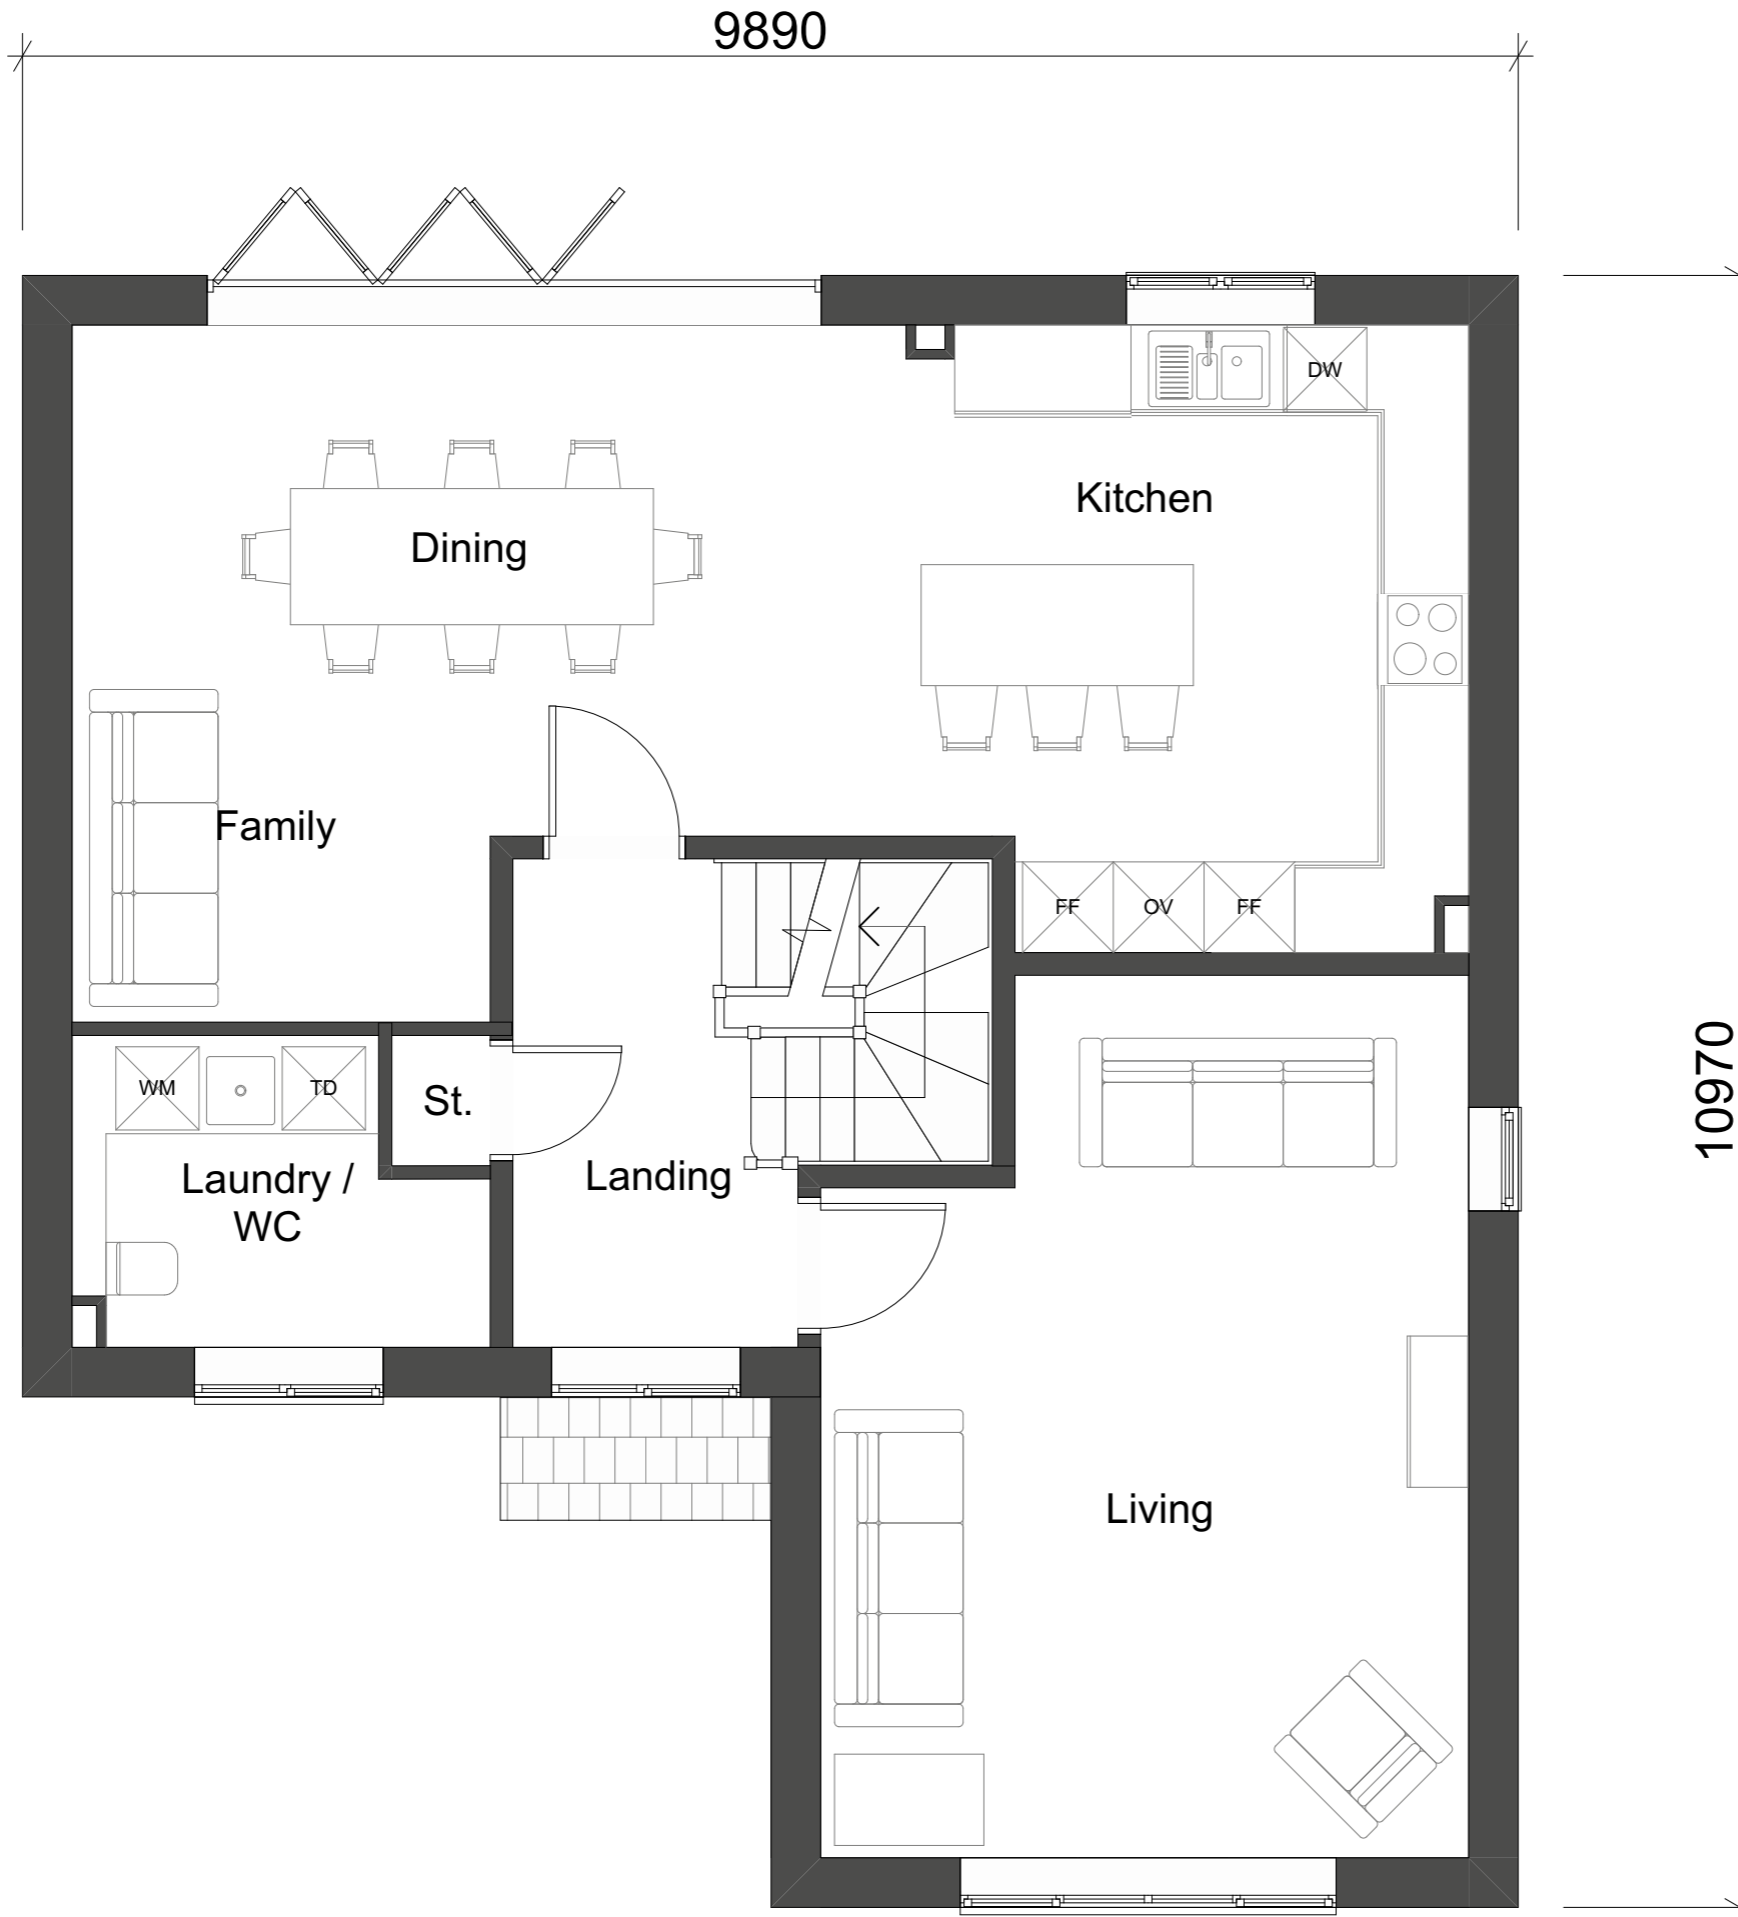 9890
DW
Kitchen
Dining
Family
FF
OV
FF
10970
WM
TD
St.
Laundry /
WC
Landing
Living